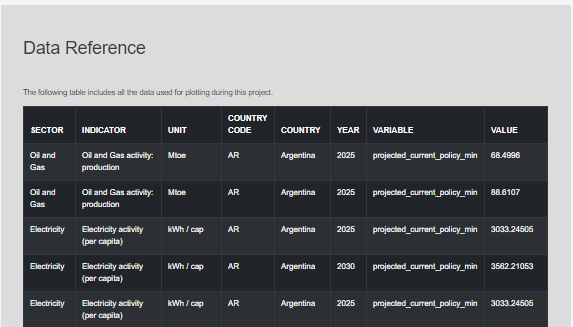 Data Reference
The following table includes all the data used for plotting during this project.
SECTOR INDICATOR UNIT COUNTRY CODE COUNTRY YEAR VARIABLE VALUE
Oil and Gas Oil and Gas activity: production Mtoe AR Argentina 2025 projected_current_policy_min 68.4996
Oil and Gas Oil and Gas activity: production Mtoe AR Argentina 2025 projected_current_policy_min 88.6107
Electricity Electricity activity (per capita) kWh / cap AR Argentina 2025 projected_current_policy_min 3033.24505
Electricity Electricity activity (per capita) kWh / cap AR Argentina 2030 projected_current_policy_min 3562.21053
Electricity Electricity activity (per capita) kWh / cap AR Argentina 2025 projected_current_policy_min 3033.24505